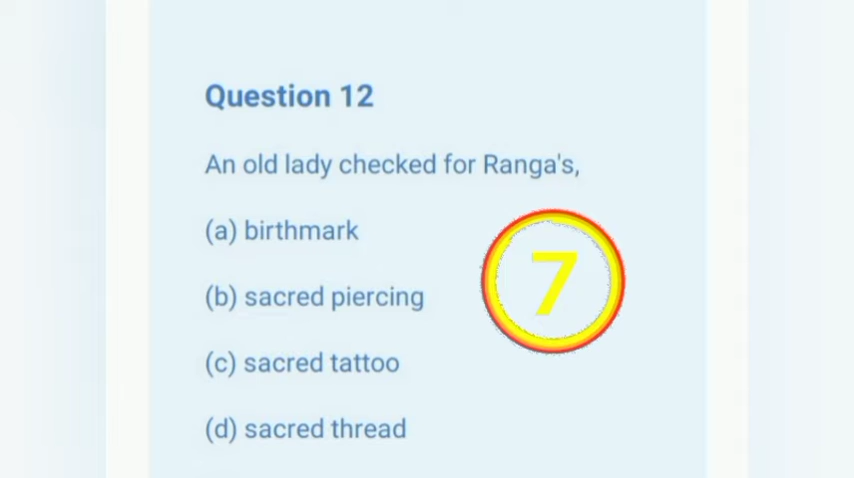 Question 12
An old lady checked for Ranga's,
(a) birthmark
(b) sacred piercing
7
(c) sacred tattoo
(d) sacred thread